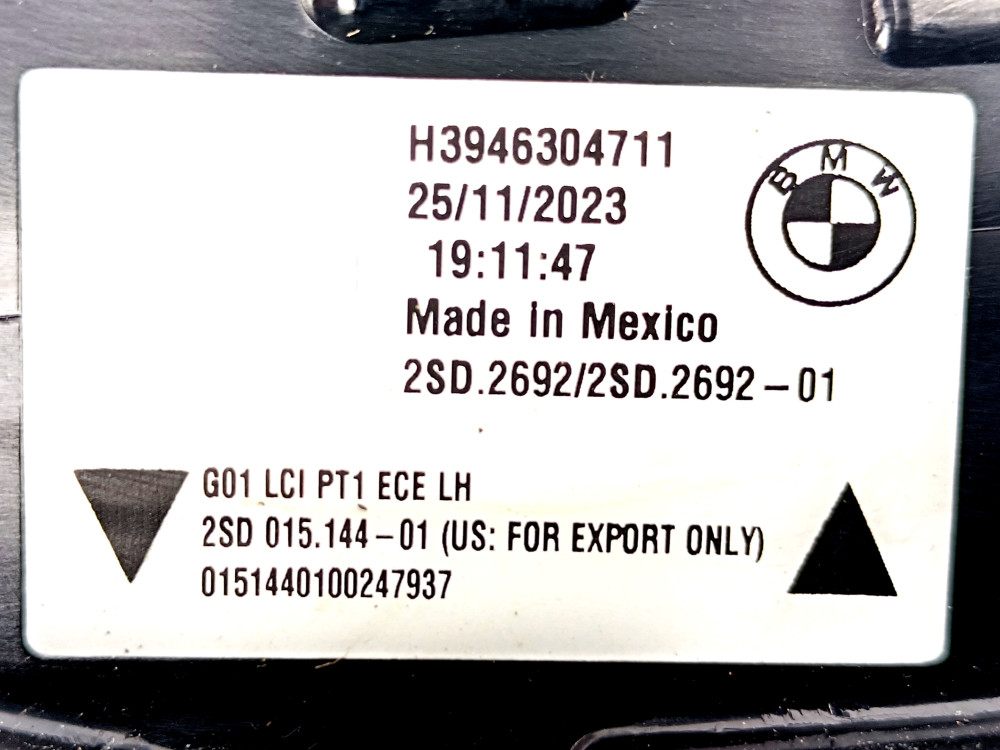 H3946304711
25/11/2023
19:11:47
Made in Mexico
2SD.2692/2SD.2692-01
BMW
G01 LCI PT1 ECE LH
2SD 015.144-01 (US: FOR EXPORT ONLY)
0151440100247937